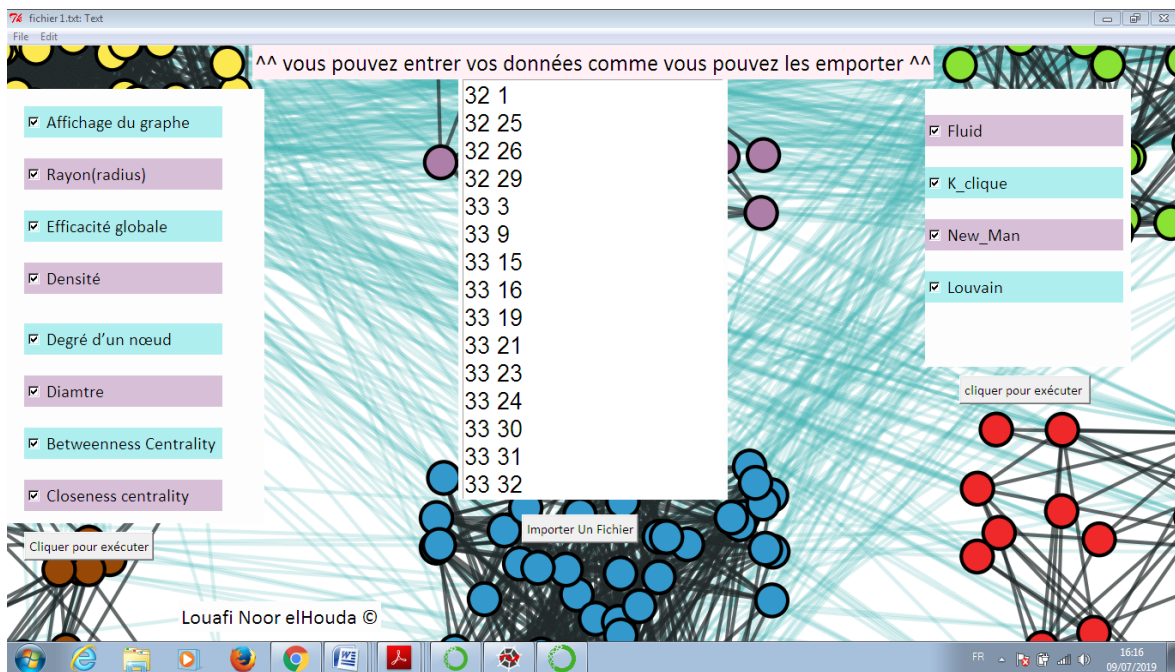 fichier1.txt: Text
File Edit
^^ vous pouvez entrer vos données comme vous pouvez les emporter ^^
Affichage du graphe
Rayon(radius)
Efficacité globale
Densité
Degré d'un nœud
Diamtre
Betweenness Centrality
Closeness centrality
Cliquer pour exécuter
32 1
32 25
32 26
32 29
33 3
33 9
33 15
33 16
33 19
33 21
33 23
33 24
33 30
33 31
33 32
Importer Un Fichier
Fluid
K_clique
New_Man
Louvain
cliquer pour exécuter
Louafi Noor elHouda ©
FR
16:16
09/07/2019